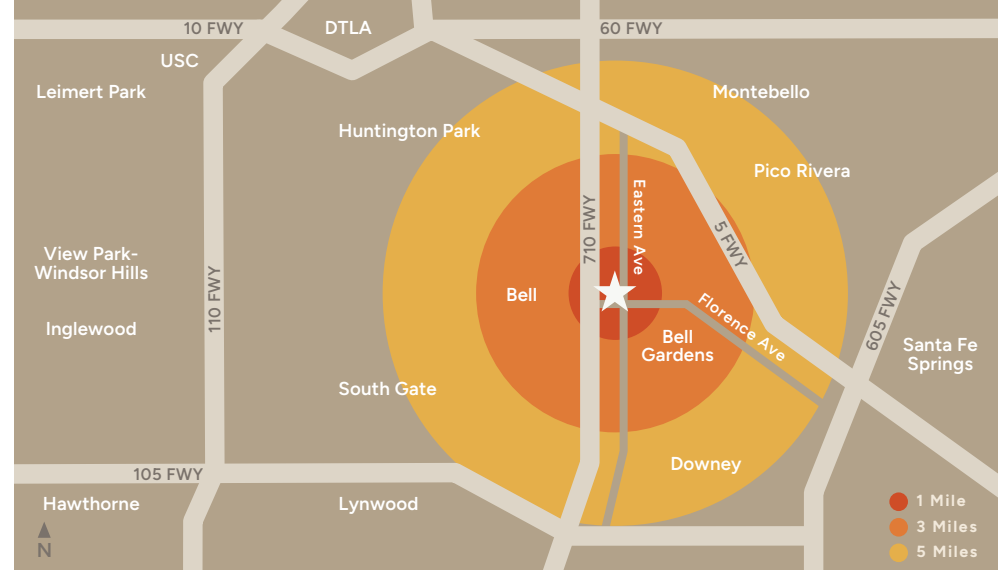 10 FWY
DTLA
60 FWY
USC
Leimert Park
Montebello
Huntington Park
Pico Rivera
Eastern Ave
710 FWY
5 FWY
View Park-
Windsor Hills
110 FWY
Bell
Florence Ave
605 FWY
Inglewood
Bell
Gardens
Santa Fe
Springs
South Gate
Downey
105 FWY
Hawthorne
Lynwood
1 Mile
3 Miles
5 Miles
N